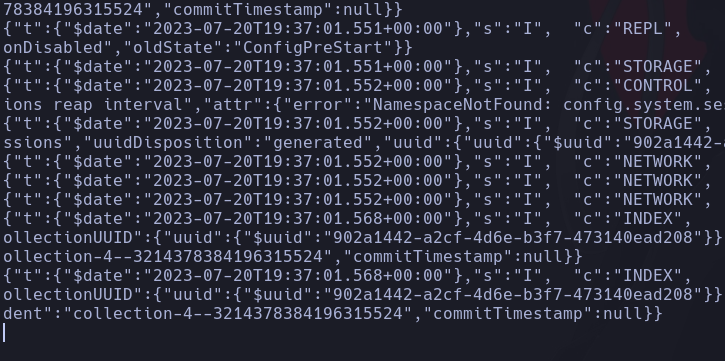 78384196315524","commitTimestamp":null}}
{"t":{"$date":"2023-07-20T19:37:01.551+00:00"},"s":"I",  "c":"REPL",
onDisabled","oldState":"ConfigPreStart"}}
{"t":{"$date":"2023-07-20T19:37:01.551+00:00"},"s":"I",  "c":"STORAGE",
{"t":{"$date":"2023-07-20T19:37:01.552+00:00"},"s":"I",  "c":"CONTROL",
ions reap interval","attr":{"error":"NamespaceNotFound: config.system.se
{"t":{"$date":"2023-07-20T19:37:01.552+00:00"},"s":"I",  "c":"STORAGE",
ssions","uuidDisposition":"generated","uuid":{"uuid":{"$uuid":"902a1442-a
{"t":{"$date":"2023-07-20T19:37:01.552+00:00"},"s":"I",  "c":"NETWORK",
{"t":{"$date":"2023-07-20T19:37:01.552+00:00"},"s":"I",  "c":"NETWORK",
{"t":{"$date":"2023-07-20T19:37:01.552+00:00"},"s":"I",  "c":"NETWORK",
{"t":{"$date":"2023-07-20T19:37:01.568+00:00"},"s":"I",  "c":"INDEX",
ollectionUUID":{"uuid":{"$uuid":"902a1442-a2cf-4d6e-b3f7-473140ead208"}}
ollection-4--3214378384196315524","commitTimestamp":null}}
{"t":{"$date":"2023-07-20T19:37:01.568+00:00"},"s":"I",  "c":"INDEX",
ollectionUUID":{"uuid":{"$uuid":"902a1442-a2cf-4d6e-b3f7-473140ead208"}}
dent":"collection-4--3214378384196315524","commitTimestamp":null}}